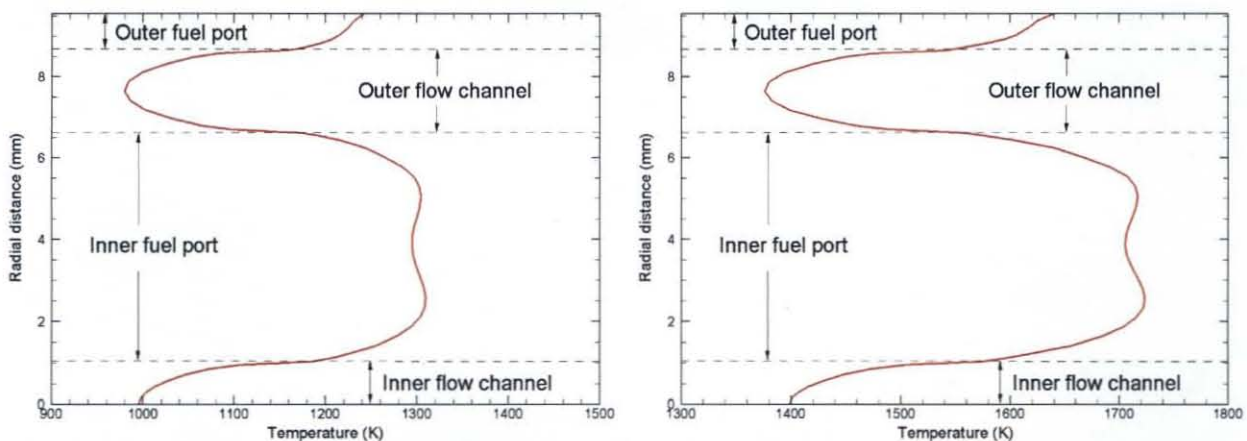 Outer fuel port
Outer flow channel
Inner fuel port
Inner flow channel
Radial distance (mm)
0
2
4
6
8
900 1000 1100 1200 1300 1400 1500
Temperature (K)
Outer fuel port
Outer flow channel
Inner fuel port
Inner flow channel
Radial distance (mm)
0
2
4
6
8
1300 1400 1500 1600 1700 1800
Temperature (K)